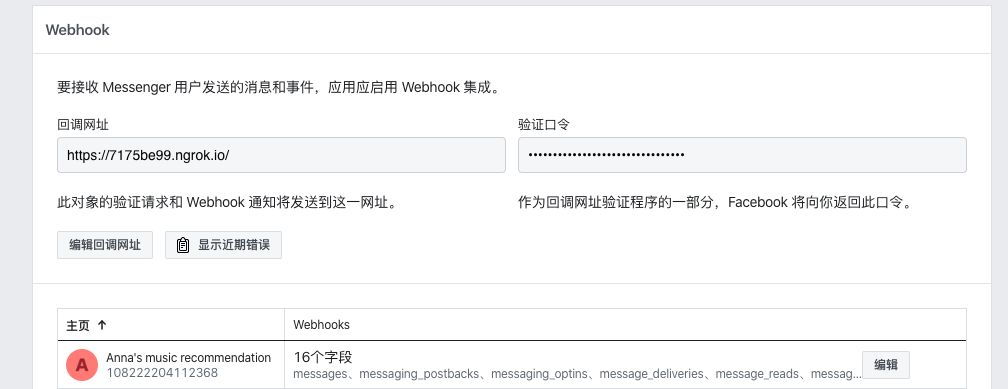 Webhook
要接收 Messenger 用户发送的消息和事件，应用应启用 Webhook 集成。
回调网址
验证口令
https://7175be99.ngrok.io/
••••••••••••••••••••••••••••••••
此对象的验证请求和 Webhook 通知将发送到这一网址。
作为回调网址验证程序的一部分，Facebook 将向你返回此口令。
编辑回调网址
显示近期错误
主页 ↑
Webhooks
A
Anna's music recommendation
108222204112368
16个字段
messages、messaging_postbacks、messaging_optins、message_deliveries、message_reads、messag...
编辑